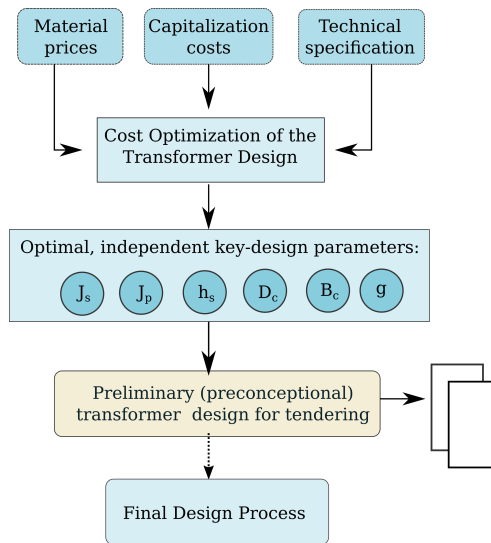 Material
prices
Capitalization
costs
Technical
specification
Cost Optimization of the
Transformer Design
Optimal, independent key-design parameters:
Js Jp hs Dc Bc g
Preliminary (preconceptional)
transformer design for tendering
Final Design Process